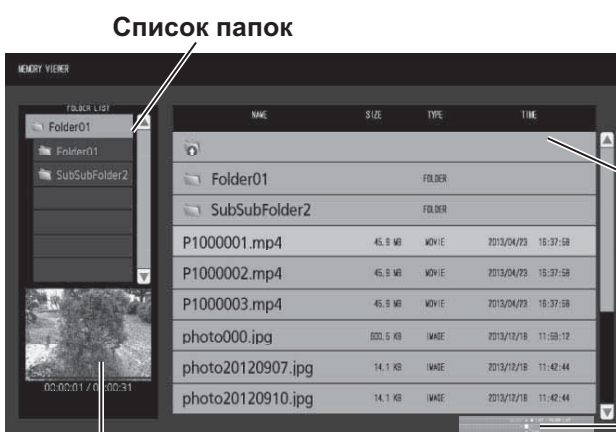 Список папок
MEMORY VIEWER
FOLDER LIST
Folder01
Folder01
SubSubFolder2
00:00:01 / 00:00:31
NAME SIZE TYPE TIME
Folder01 FOLDER
SubSubFolder2 FOLDER
P1000001.mp4 45.9 MB MOVIE 2013/04/23 16:37:58
P1000002.mp4 45.9 MB MOVIE 2013/04/23 16:37:58
P1000003.mp4 45.9 MB MOVIE 2013/04/23 16:37:58
photo000.jpg 600.5 KB IMAGE 2013/12/18 11:59:12
photo20120907.jpg 14.1 KB IMAGE 2013/12/18 11:42:44
photo20120910.jpg 14.1 KB IMAGE 2013/12/18 11:42:44